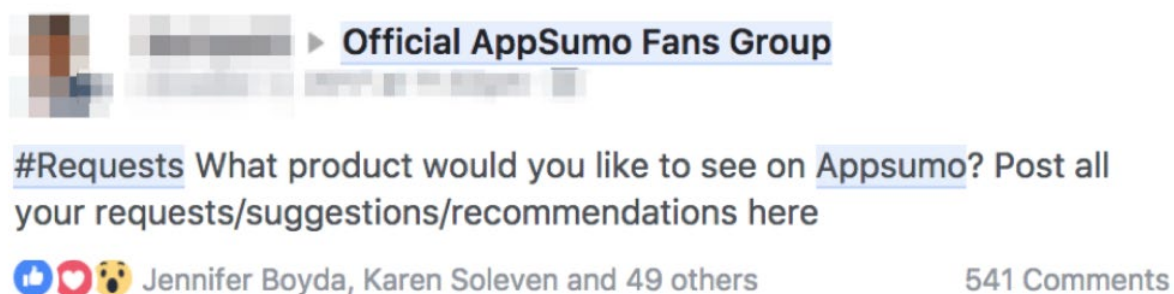 Official AppSumo Fans Group
#Requests What product would you like to see on Appsumo? Post all
your requests/suggestions/recommendations here
Jennifer Boyda, Karen Soleven and 49 others 541 Comments